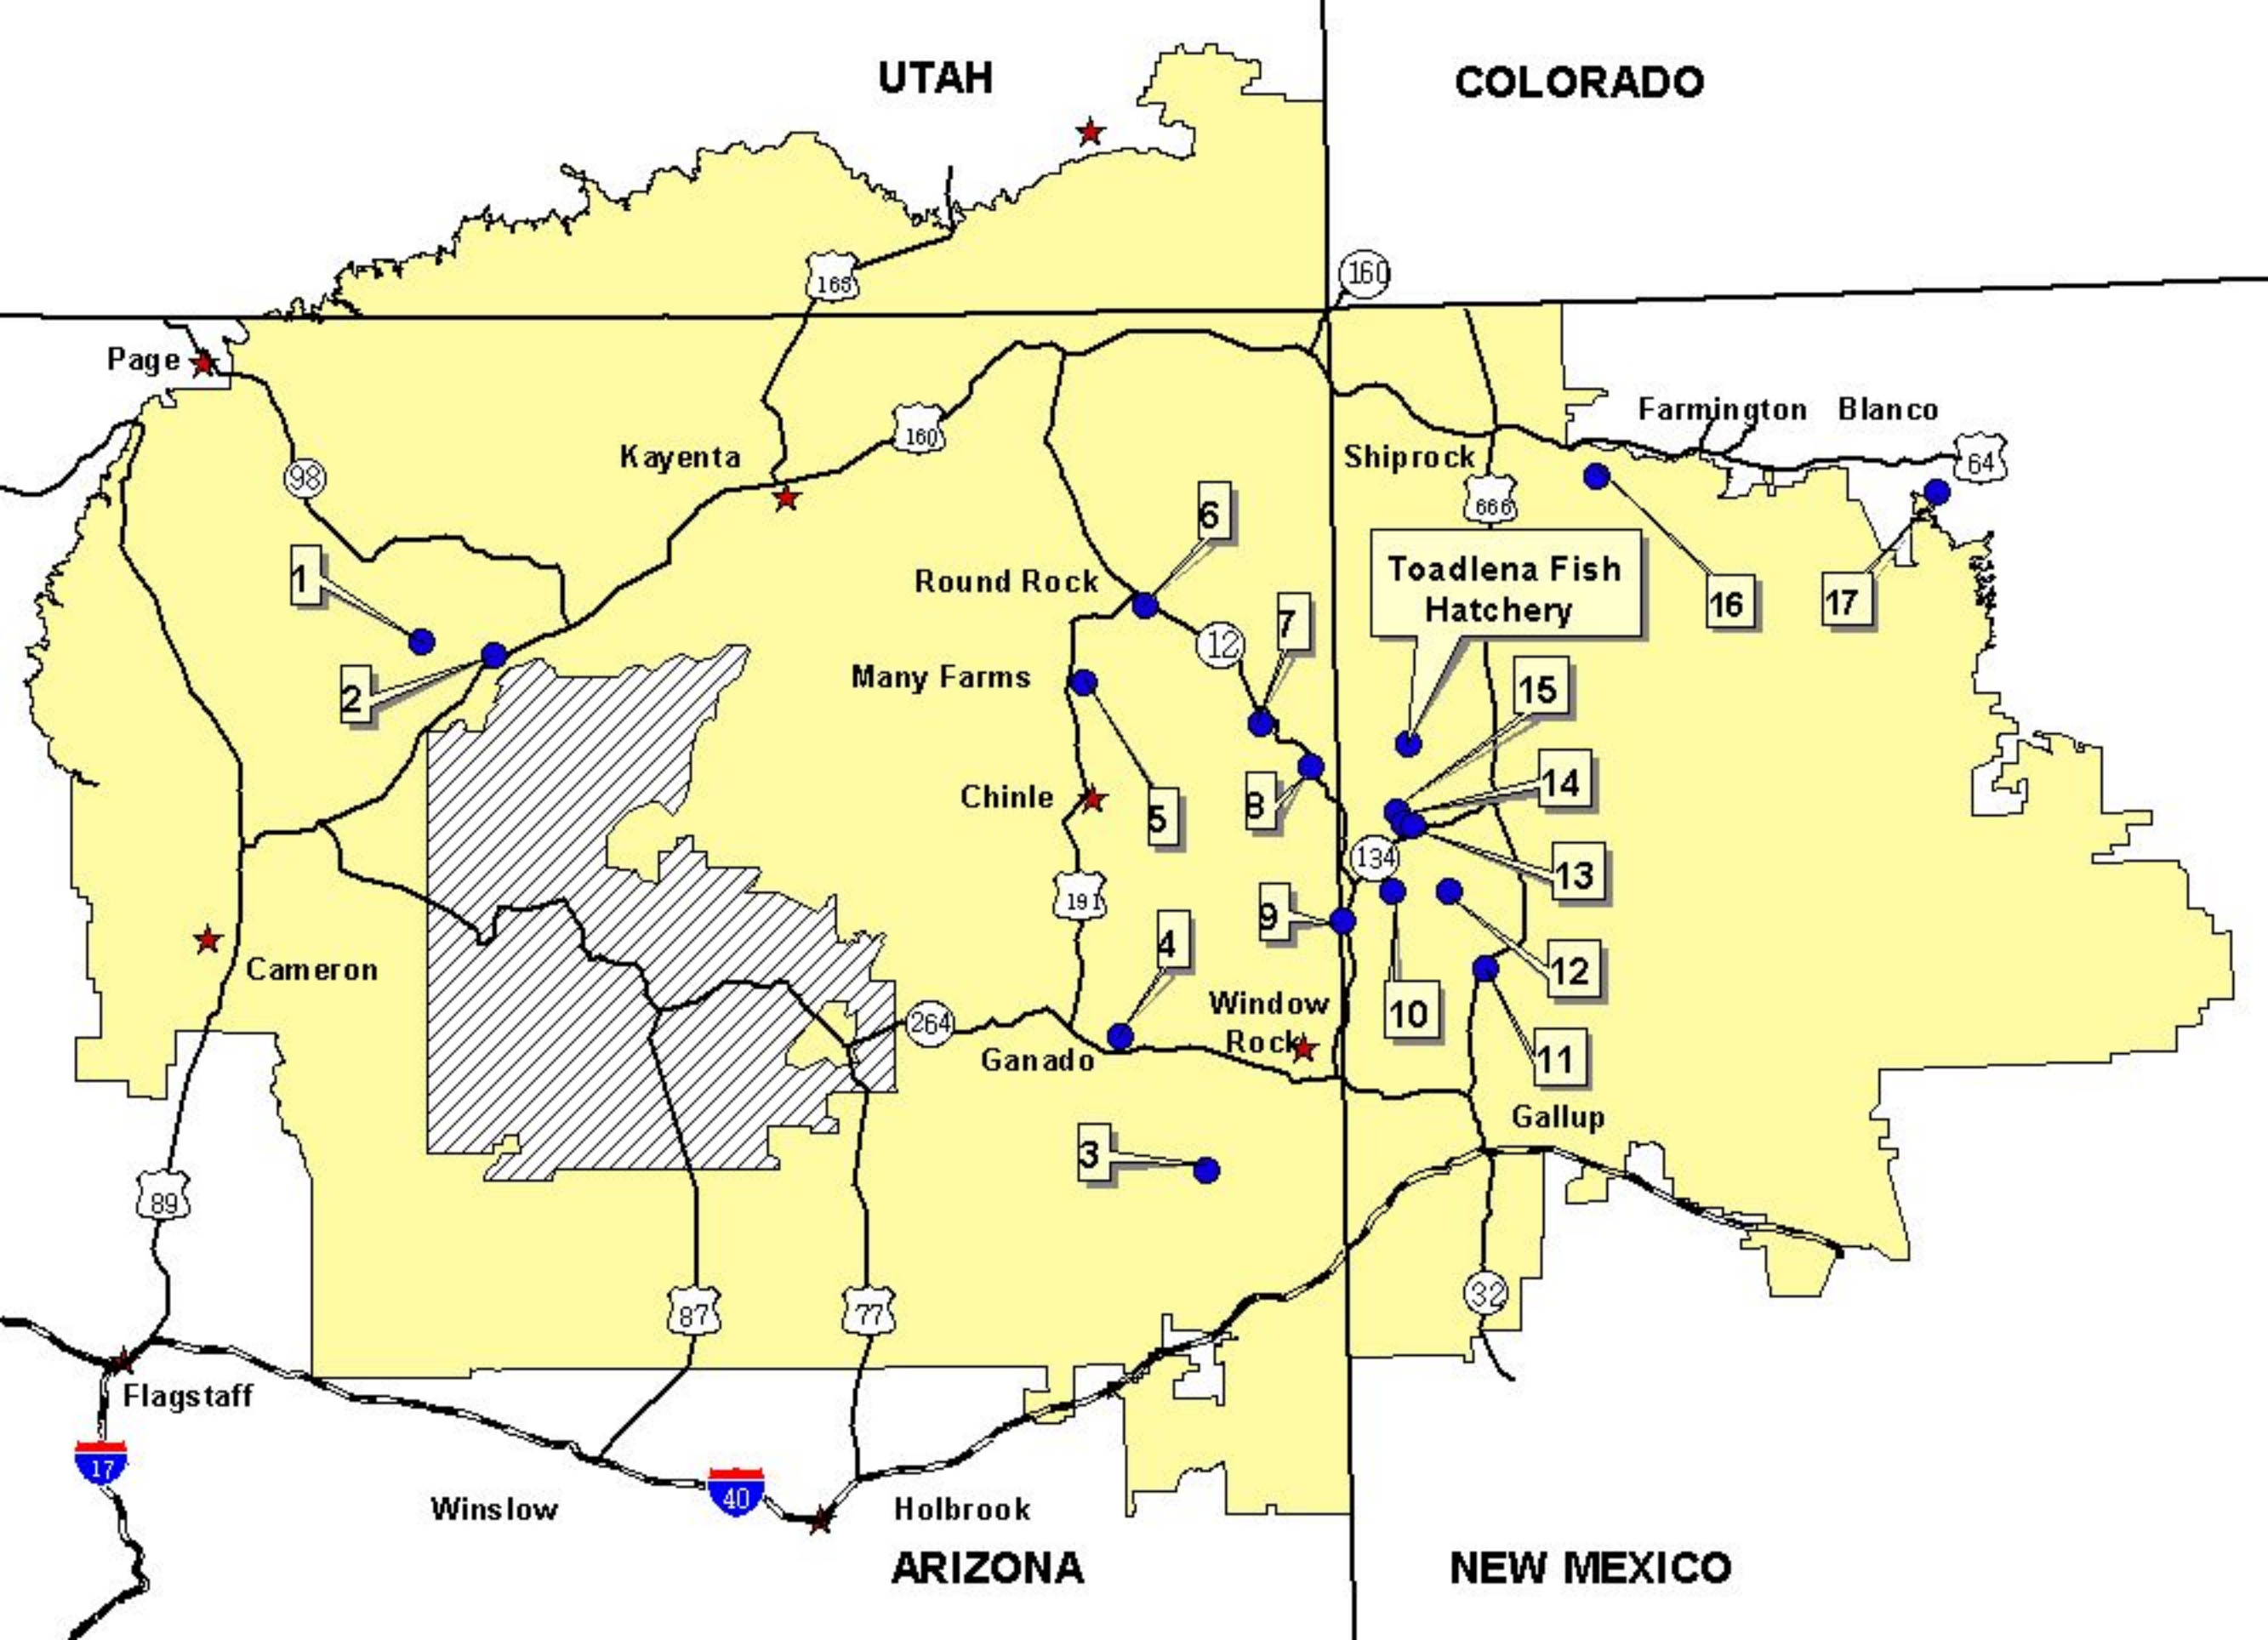 UTAH
COLORADO
160
163
Page
Farmington
Blanco
160
Kayenta
Shiprock
64
98
666
6
Toadlena Fish
Hatchery
1
Round Rock
16
17
7
12
2
Many Farms
15
14
Chinle
8
5
134
13
191
9
4
12
Cameron
Window
Rock
10
264
Ganado
11
Gallup
3
89
32
87
77
Flagstaff
17
40
Winslow
Holbrook
ARIZONA
NEW MEXICO